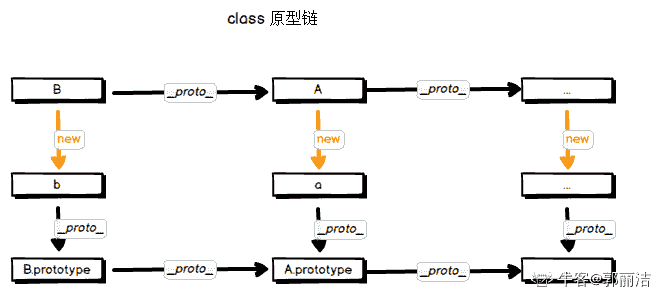 class 原型链
B
_proto_
A
_proto_
...
new
new
new
b
a
...
_proto_
_proto_
_proto_
B.prototype
_proto_
A.prototype
_proto_
牛客@郭丽洁